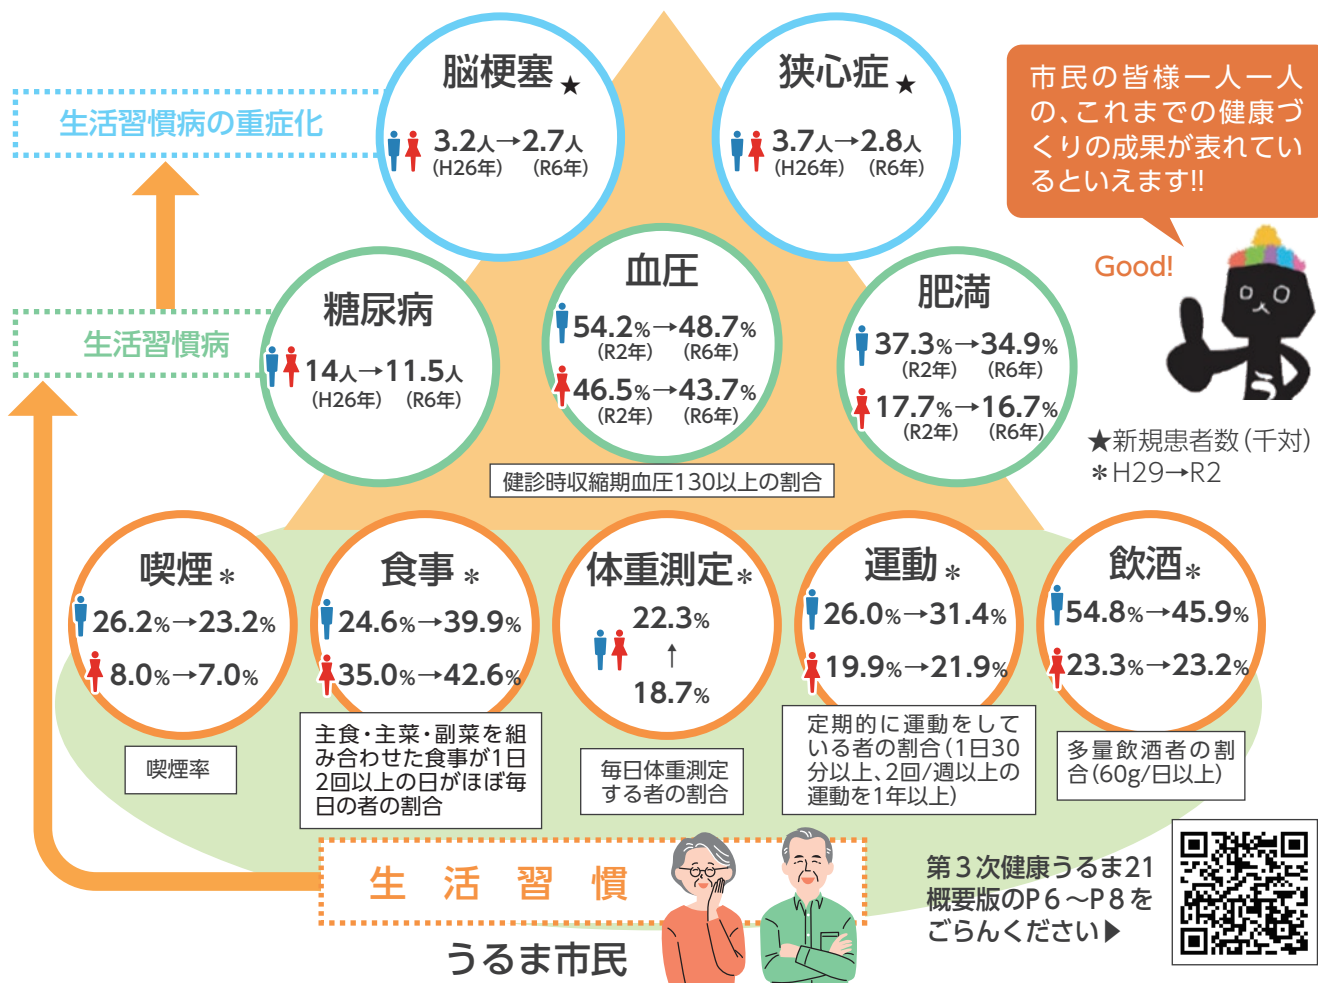 脳梗塞★
3.2人→2.7人
(H26年) (R6年)
狭心症★
3.7人→2.8人
(H26年) (R6年)
市民の皆様一人一人
の、これまでの健康づ
くりの成果が表れてい
るといえます!!
Good!
生活習慣病の重症化
生活習慣病
糖尿病
14人→11.5人
(H26年) (R6年)
血圧
54.2%→48.7%
(R2年) (R6年)
46.5%→43.7%
(R2年) (R6年)
健診時収縮期血圧130以上の割合
肥満
37.3%→34.9%
(R2年) (R6年)
17.7%→16.7%
(R2年) (R6年)
う
★新規患者数(千対)
＊H29→R2
喫煙＊
26.2%→23.2%
8.0%→7.0%
喫煙率
食事＊
24.6%→39.9%
35.0%→42.6%
主食・主菜・副菜を組
み合わせた食事が1日
2回以上の日がほぼ毎
日の者の割合
体重測定＊
22.3%
↑
18.7%
毎日体重測定
する者の割合
運動＊
26.0%→31.4%
19.9%→21.9%
定期的に運動をして
いる者の割合(1日30
分以上、2回/週以上の
運動を1年以上)
飲酒＊
54.8%→45.9%
23.3%→23.2%
多量飲酒者の割
合(60g/日以上)
生活習慣
うるま市民
第3次健康うるま21
概要版のP6～P8を
ごらんください▶